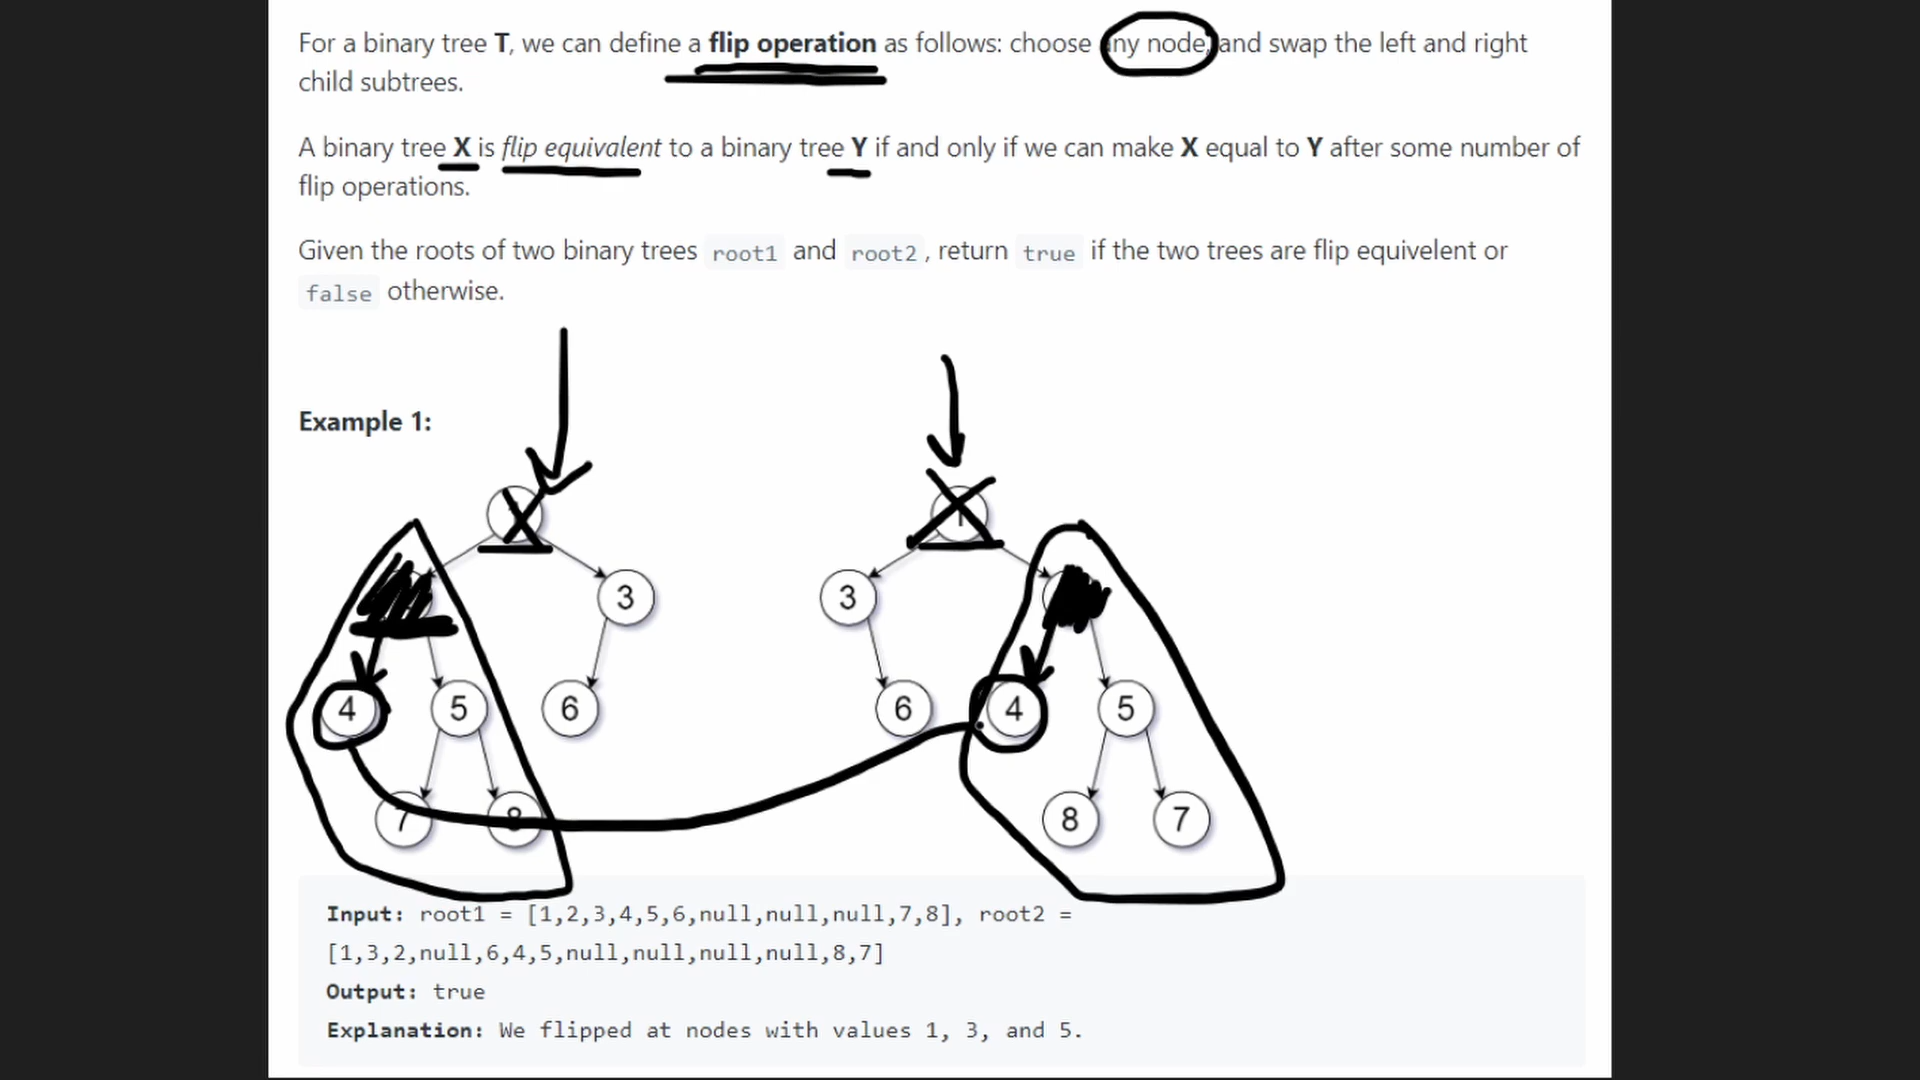 For a binary tree T, we can define a flip operation as follows: choose any node, and swap the left and right
child subtrees.
A binary tree X is flip equivalent to a binary tree Y if and only if we can make X equal to Y after some number of
flip operations.
Given the roots of two binary trees root1 and root2 , return true if the two trees are flip equivelent or
false otherwise.
Example 1:
1
3 3
4 5 6 6 4 5
7 8 8 7
Input: root1 = [1,2,3,4,5,6,null,null,null,7,8], root2 =
[1,3,2,null,6,4,5,null,null,null,null,8,7]
Output: true
Explanation: We flipped at nodes with values 1, 3, and 5.